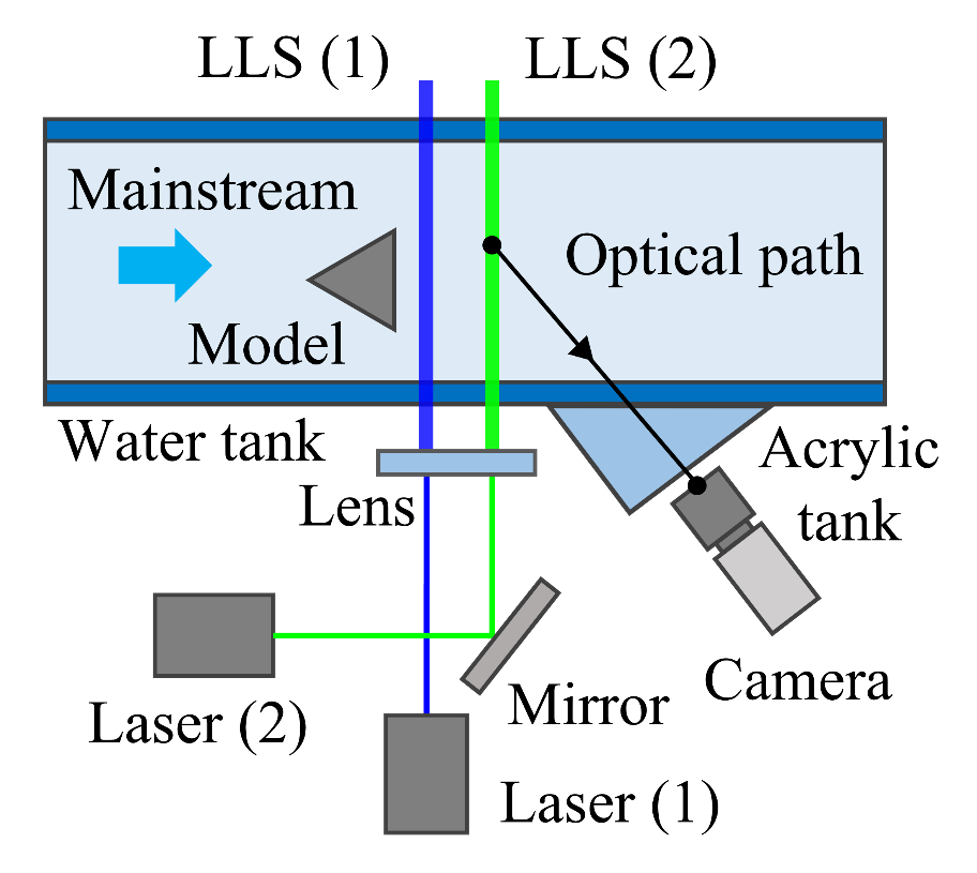 LLS (1)
LLS (2)
Mainstream
Optical path
Model
Water tank
Acrylic
tank
Lens
Camera
Mirror
Laser (2)
Laser (1)